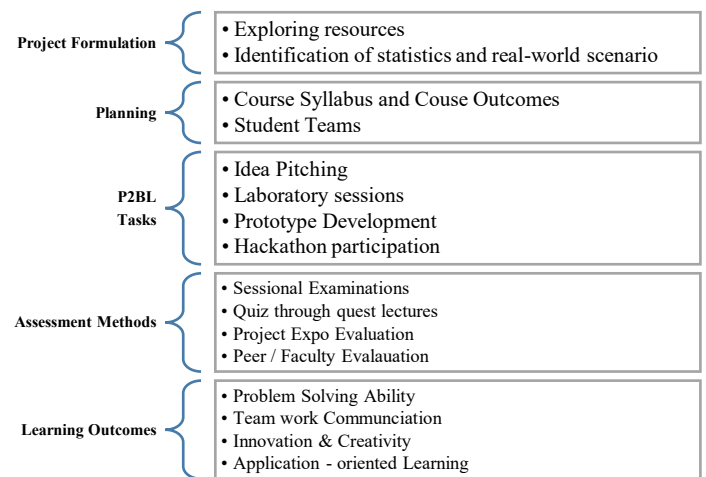 Project Formulation
• Exploring resources
• Identification of statistics and real-world scenario
Planning
• Course Syllabus and Couse Outcomes
• Student Teams
P2BL
Tasks
• Idea Pitching
• Laboratory sessions
• Prototype Development
• Hackathon participation
Assessment Methods
• Sessional Examinations
• Quiz through quest lectures
• Project Expo Evaluation
• Peer / Faculty Evalauation
Learning Outcomes
• Problem Solving Ability
• Team work Communciation
• Innovation & Creativity
• Application - oriented Learning